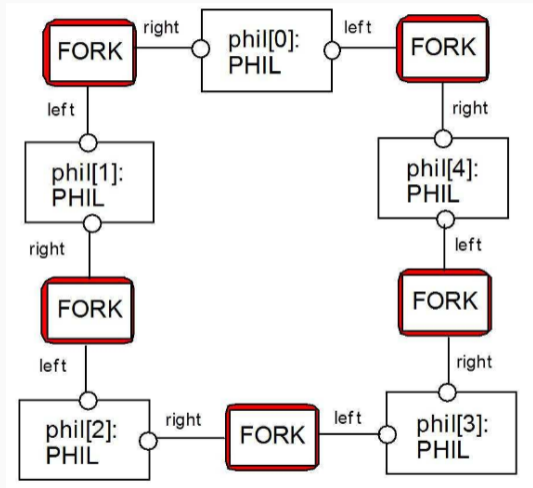 right
left
FORK
phil[0]:
PHIL
FORK
left
right
phil[1]:
PHIL
phil[4]:
PHIL
right
left
FORK
FORK
left
right
phil[2]:
PHIL
right
FORK
left
phil[3]:
PHIL